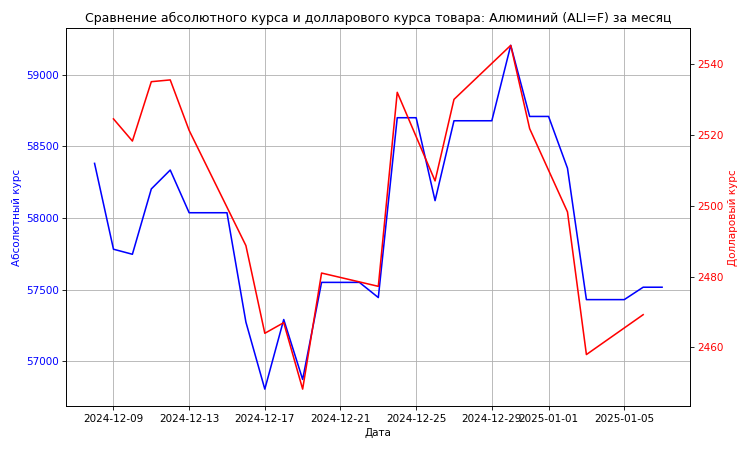 Сравнение абсолютного курса и долларового курса товара: Алюминий (ALI=F) за месяц
59000
58500
58000
57500
57000
Абсолютный курс
2540
2520
2500
2480
2460
Долларовый курс
2024-12-09 2024-12-13 2024-12-17 2024-12-21 2024-12-25 2024-12-29 2025-01-01 2025-01-05
Дата